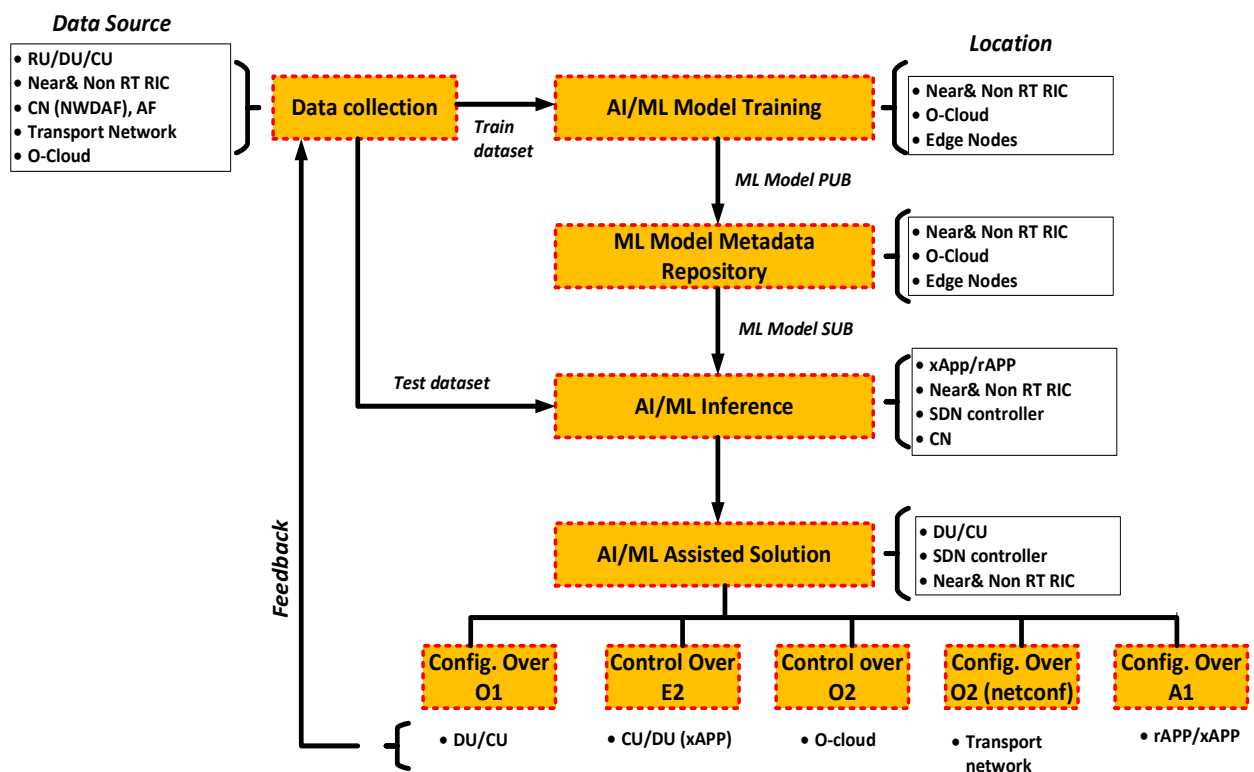 Data Source
• RU/DU/CU
• Near& Non RT RIC
• CN (NWDAF), AF
• Transport Network
• O-Cloud
Data collection
Train
dataset
AI/ML Model Training
Location
• Near& Non RT RIC
• O-Cloud
• Edge Nodes
ML Model PUB
ML Model Metadada
Repository
• Near& Non RT RIC
• O-Cloud
• Edge Nodes
ML Model SUB
Test dataset
AI/ML Inference
• xApp/rAPP
• Near& Non RT RIC
• SDN controller
• CN
AI/ML Assisted Solution
• DU/CU
• SDN controller
• Near& Non RT RIC
Feedback
Config. Over
O1
Control Over
E2
Control over
O2
Config. Over
O2 (netconf)
Config. Over
A1
• DU/CU
• CU/DU (xAPP)
• O-cloud
• Transport
network
• rAPP/xAPP